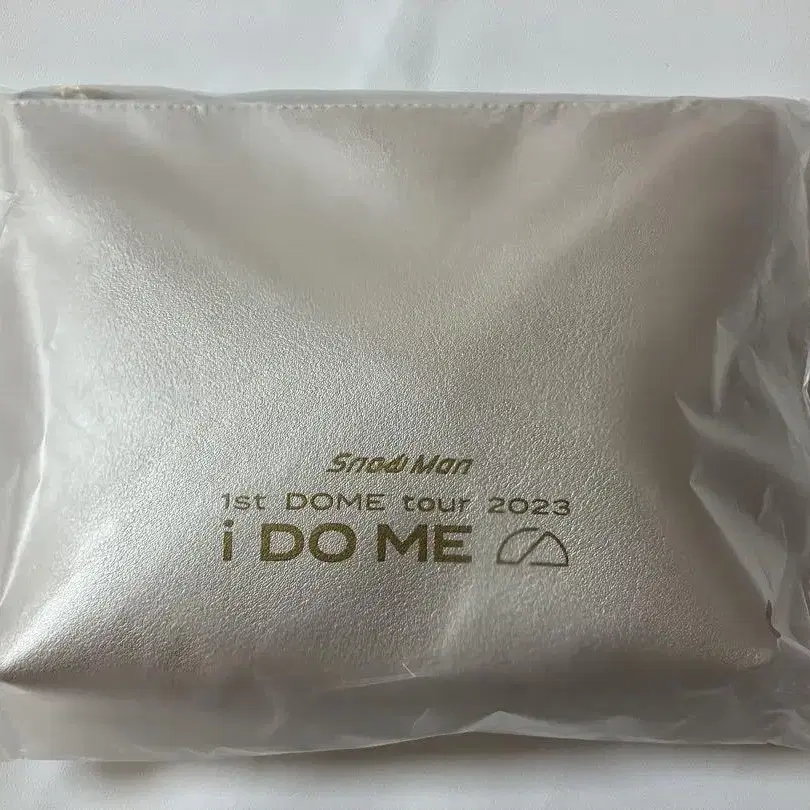 Snow Man
1st DOME tour 2023
i DO ME